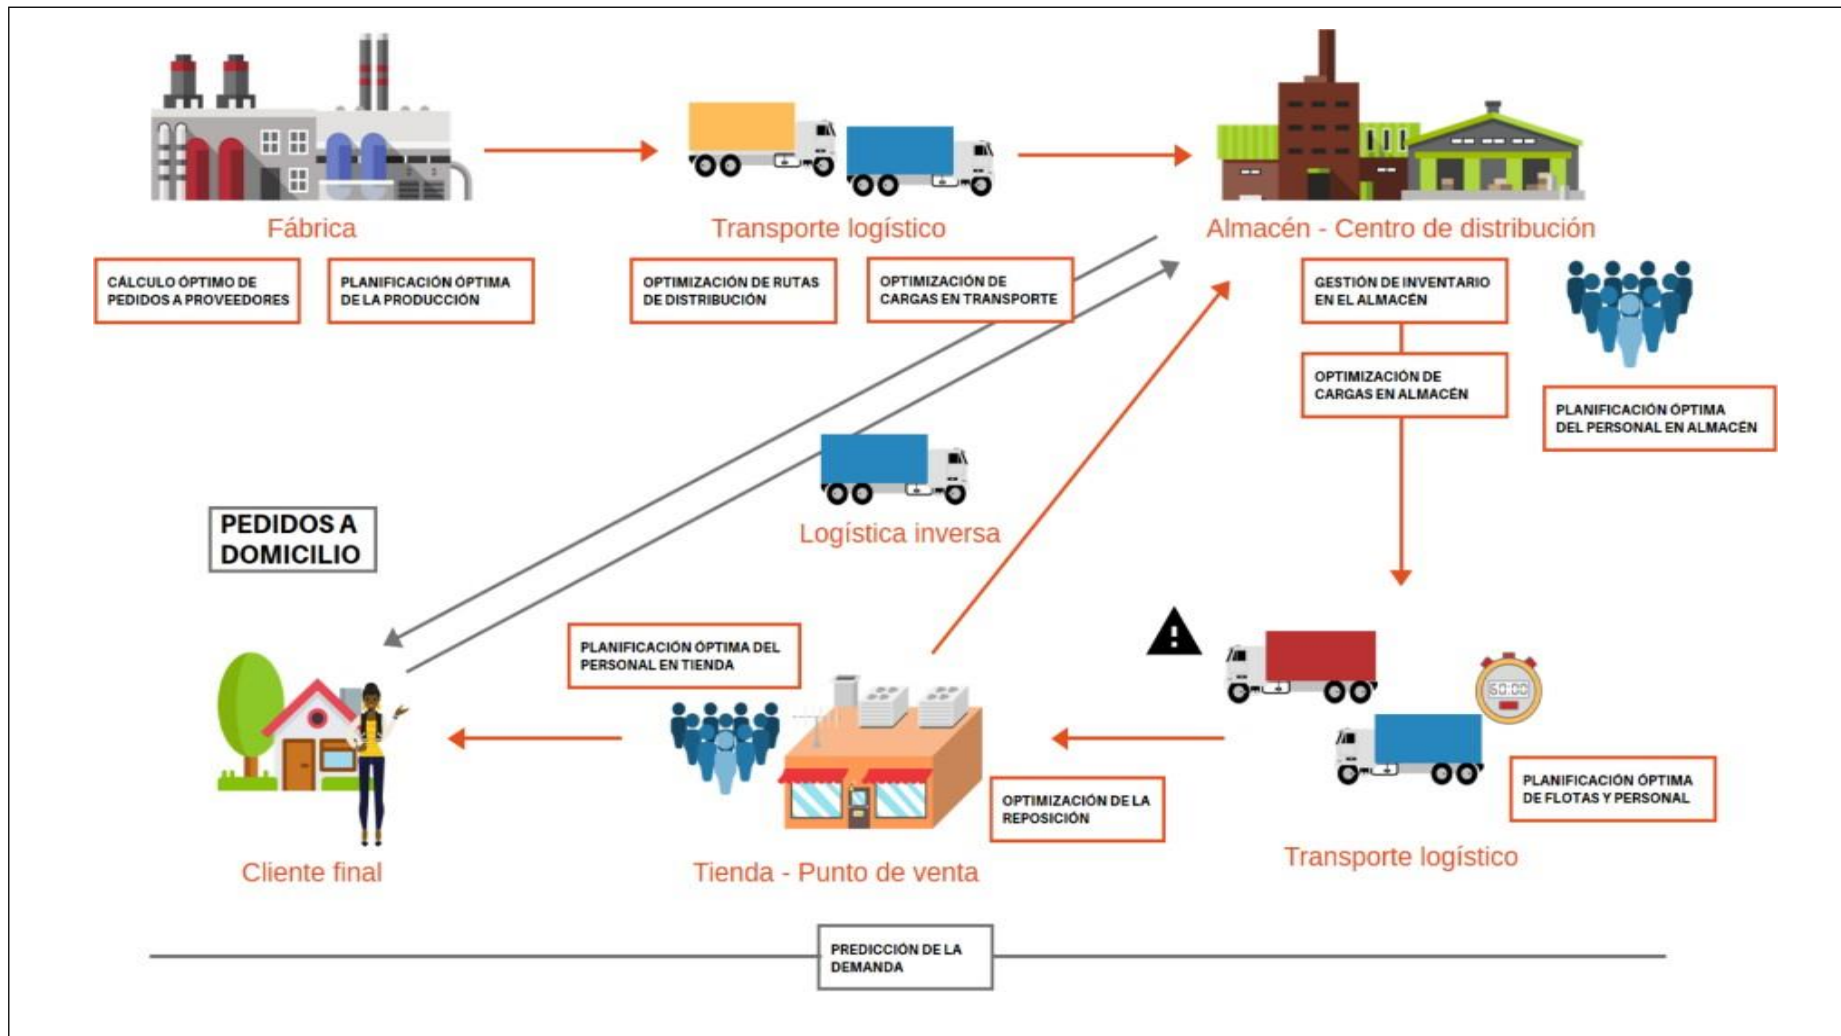 Fábrica
Transporte logístico
Almacén - Centro de distribución
CÁLCULO ÓPTIMO DE
PEDIDOS A PROVEEDORES
PLANIFICACIÓN ÓPTIMA
DE LA PRODUCCIÓN
OPTIMIZACIÓN DE RUTAS
DE DISTRIBUCIÓN
OPTIMIZACIÓN DE
CARGAS EN TRANSPORTE
GESTIÓN DE INVENTARIO
EN EL ALMACÉN
OPTIMIZACIÓN DE
CARGAS EN ALMACÉN
PLANIFICACIÓN ÓPTIMA
DEL PERSONAL EN ALMACÉN
Logística inversa
PEDIDOS A
DOMICILIO
PLANIFICACIÓN ÓPTIMA DEL
PERSONAL EN TIENDA
60:00
OPTIMIZACIÓN DE LA
REPOSICIÓN
PLANIFICACIÓN ÓPTIMA
DE FLOTAS Y PERSONAL
Cliente final
Tienda - Punto de venta
Transporte logístico
PREDICCIÓN DE LA
DEMANDA